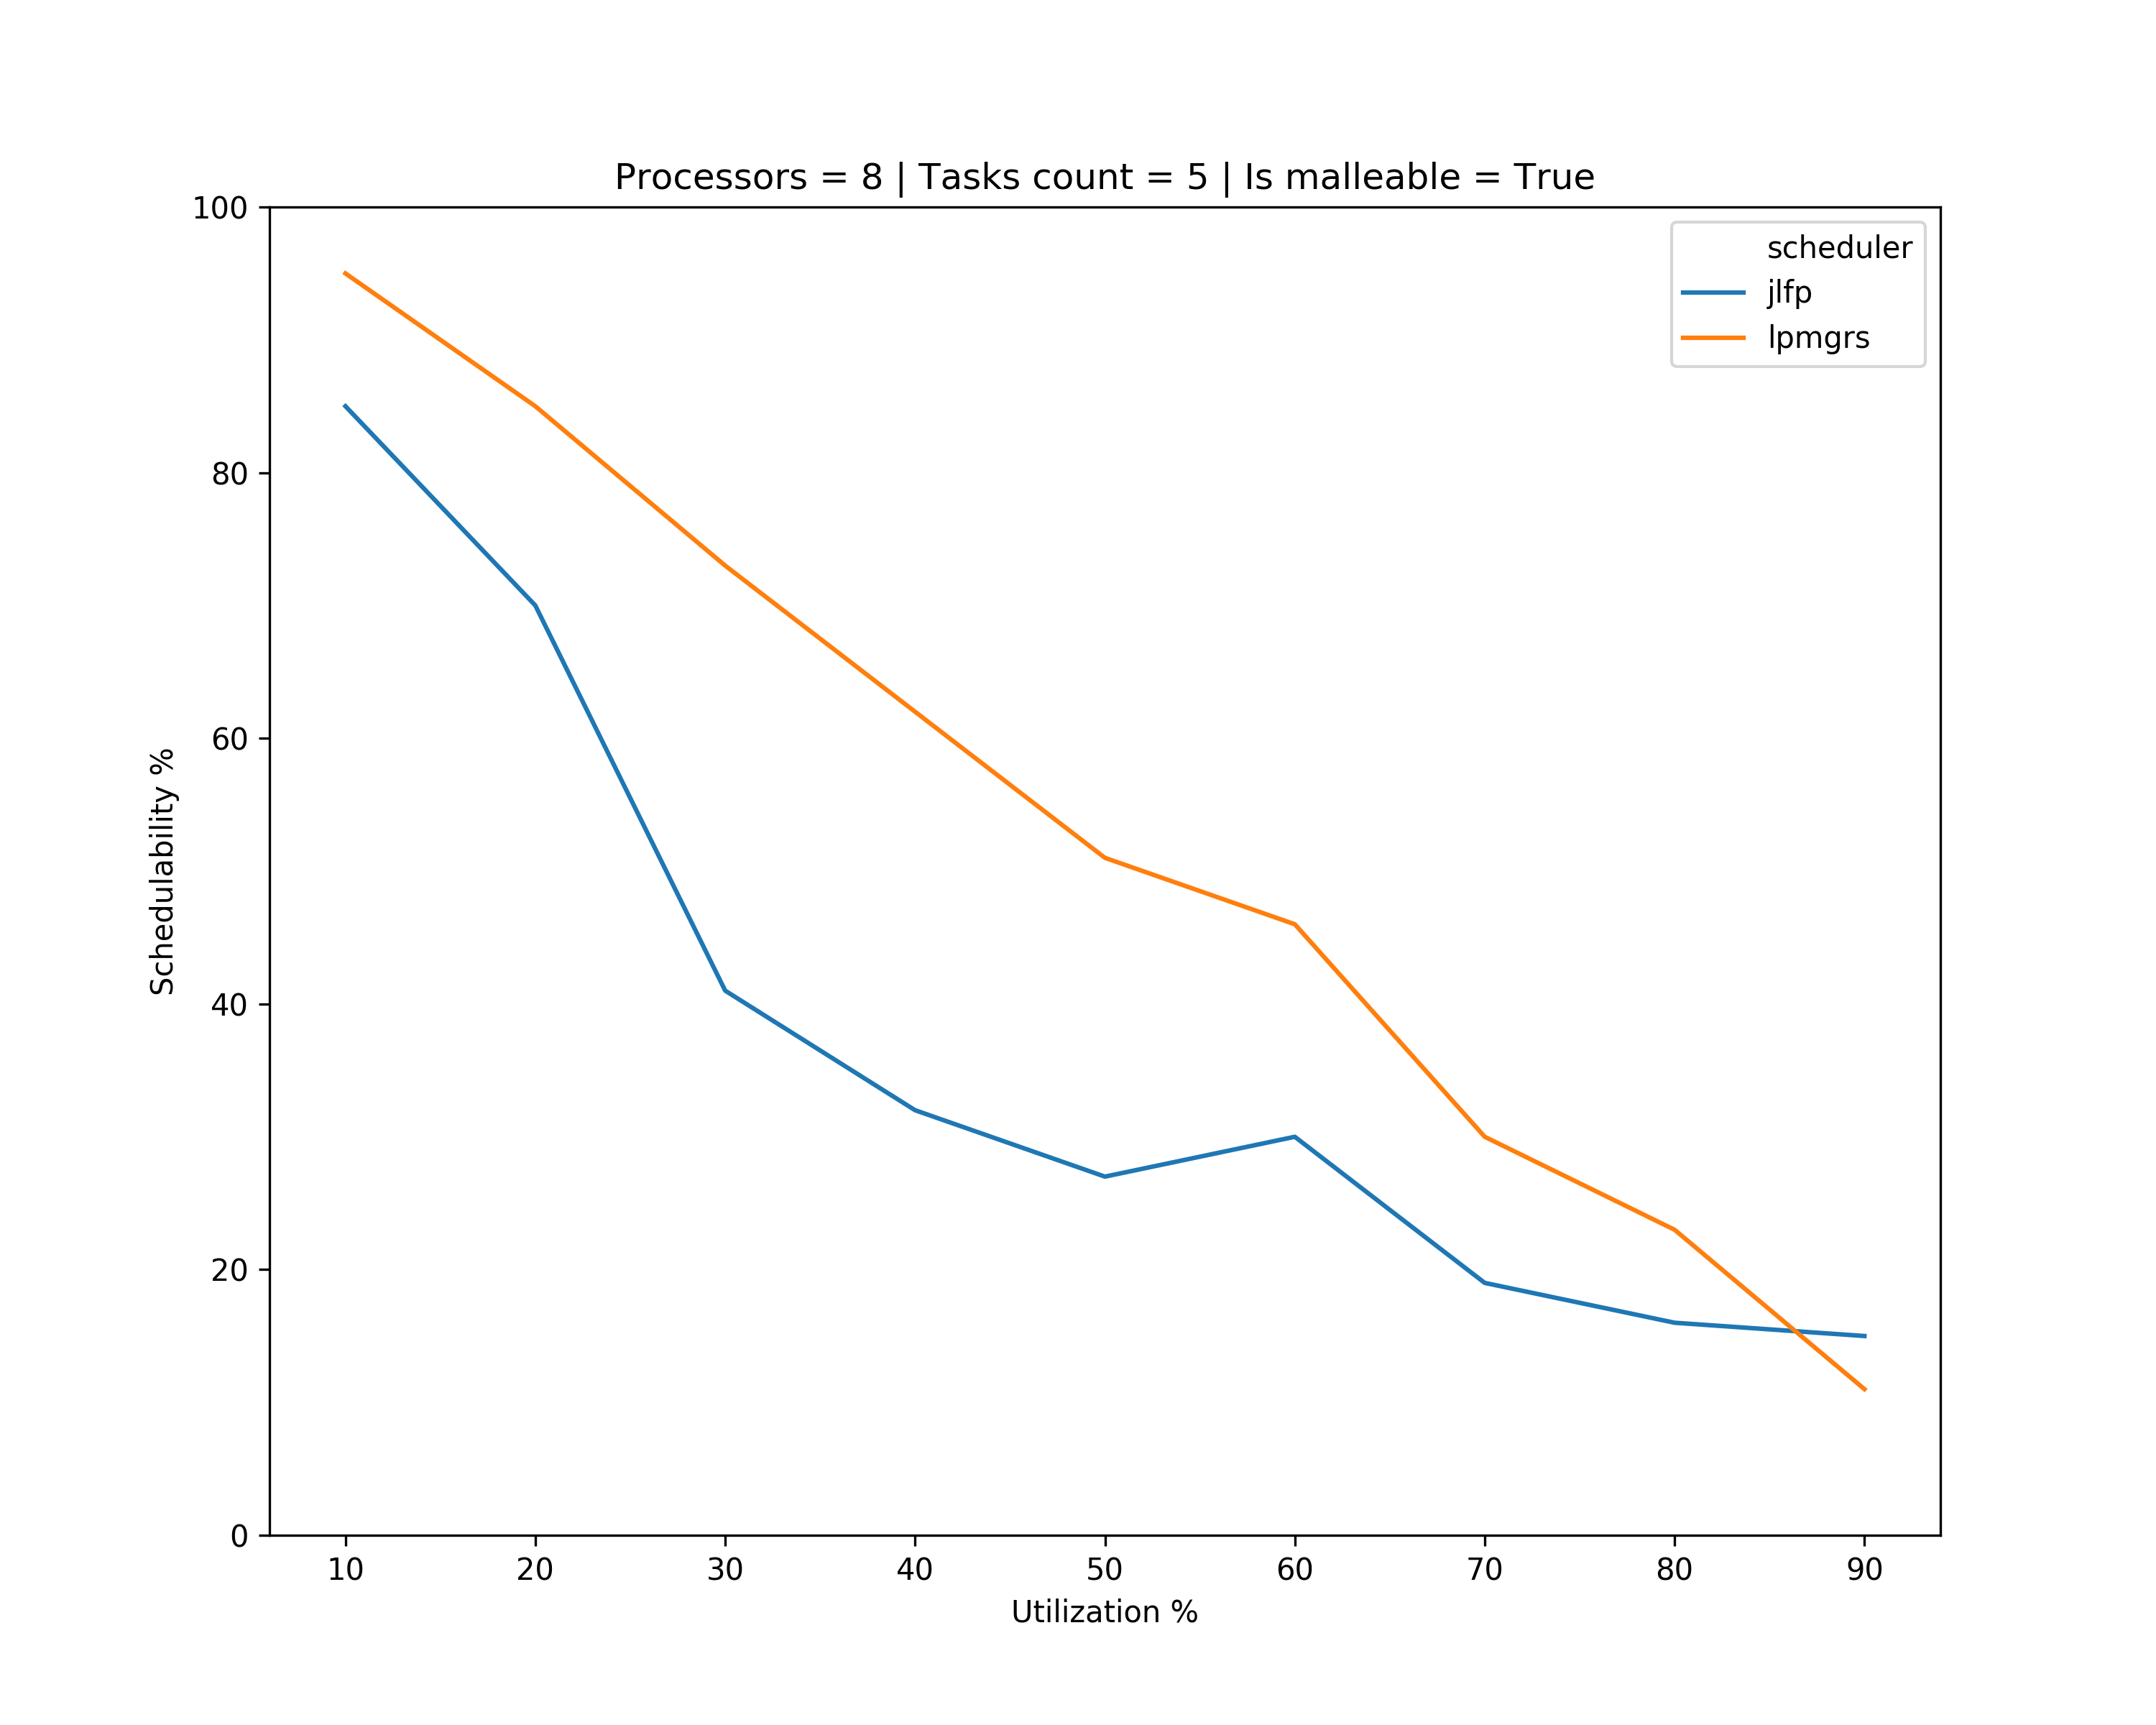 Processors = 8 | Tasks count = 5 | Is malleable = True
scheduler
jlfp
lpmgrs
Schedulability %
100
80
60
40
20
0
10 20 30 40 50 60 70 80 90
Utilization %